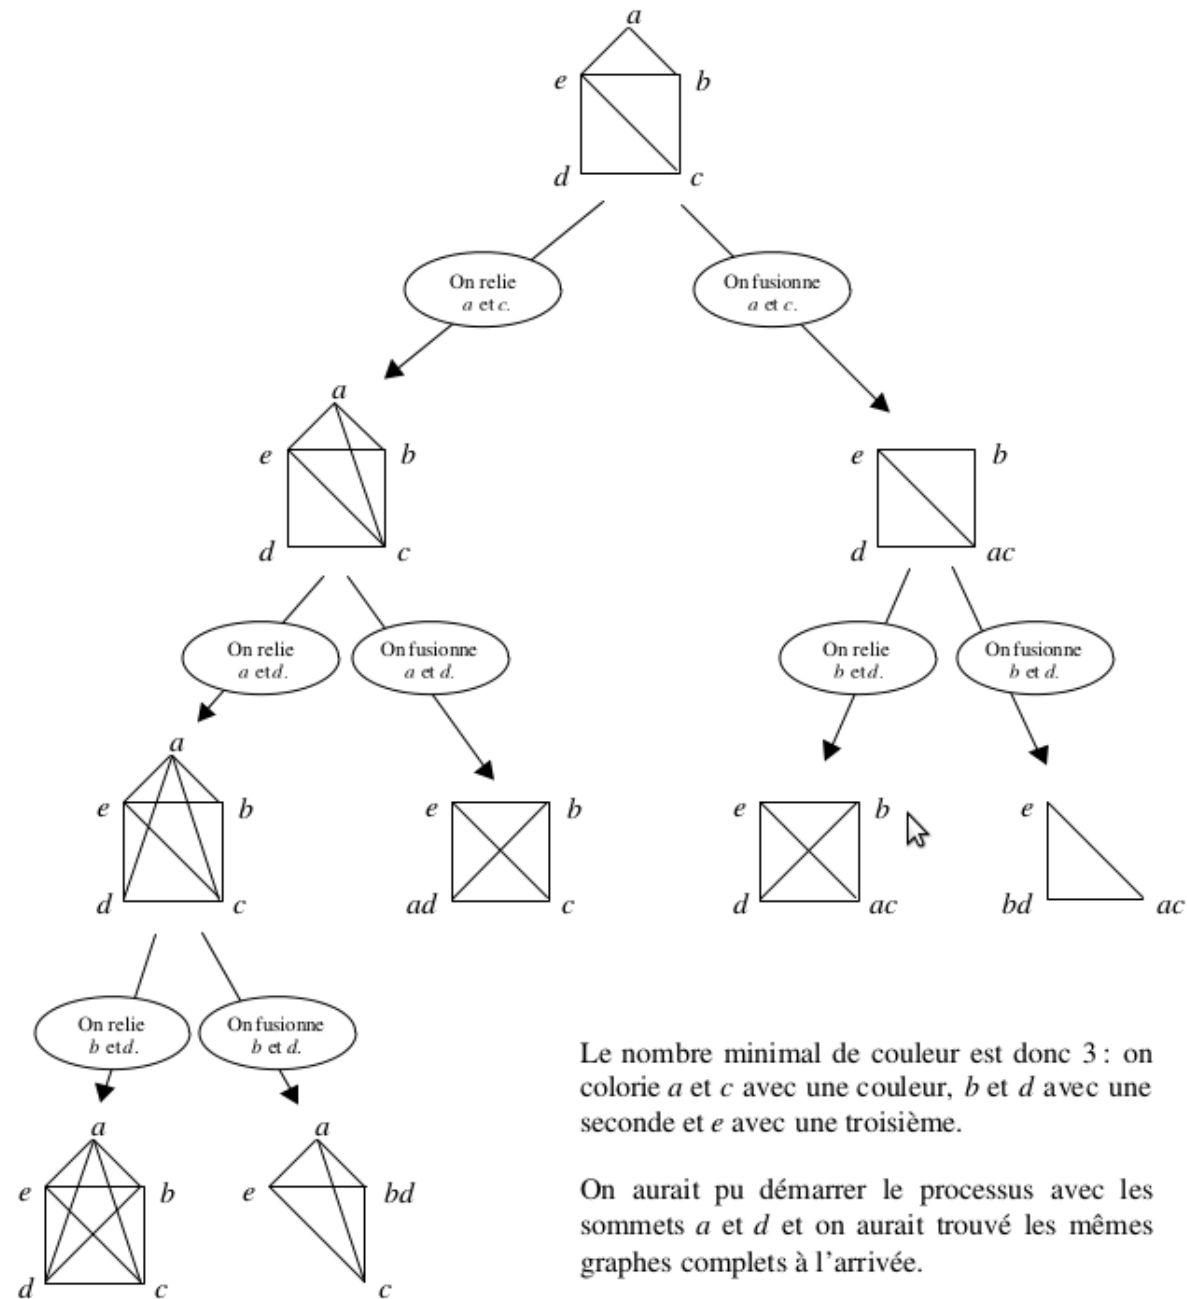 a
e b
d c
On relie
a et c.
On fusionne
a et c.
a
e b
d c
e b
d ac
On relie
a et d.
On fusionne
a et d.
On relie
b et d.
On fusionne
b et d.
a
e b
d c
e b
ad c
e b
d ac
e
bd ac
On relie
b et d.
On fusionne
b et d.
a
e b
d c
a
e bd
c
Le nombre minimal de couleur est donc 3 : on
colorie a et c avec une couleur, b et d avec une
seconde et e avec une troisième.
On aurait pu démarrer le processus avec les
sommets a et d et on aurait trouvé les mêmes
graphes complets à l'arrivée.